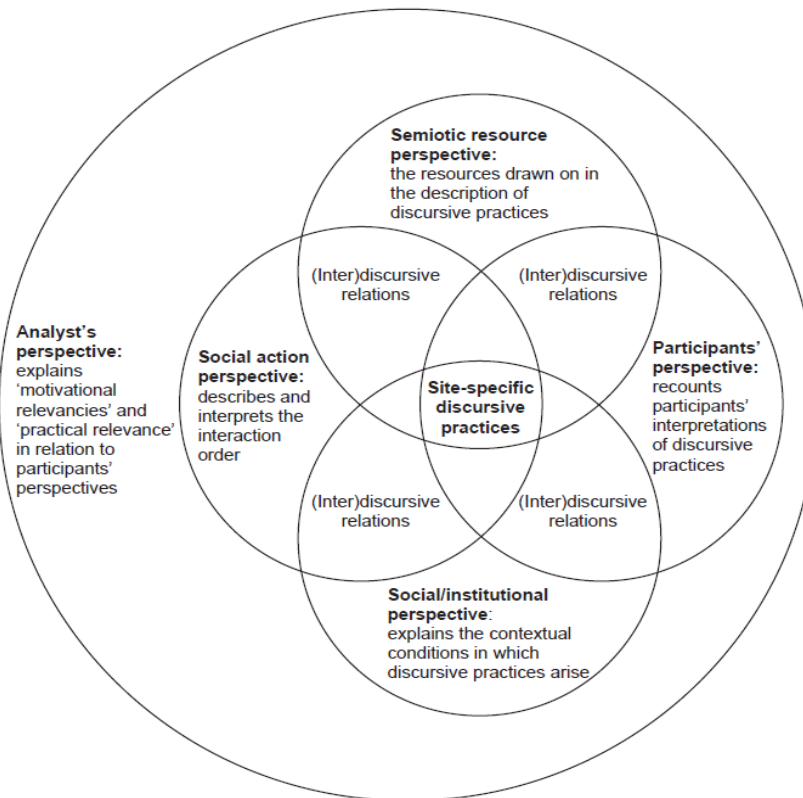 Semiotic resource
perspective:
the resources drawn on in
the description of
discursive practices
(Inter)discursive
relations
(Inter)discursive
relations
Analyst's
perspective:
explains
‘motivational
relevancies’ and
‘practical relevance’
in relation to
participants’
perspectives
Social action
perspective:
describes and
interprets the
interaction
order
Site-specific
discursive
practices
Participants’
perspective:
recounts
participants’
interpretations
of discursive
practices
(Inter)discursive
relations
(Inter)discursive
relations
Social/institutional
perspective:
explains the contextual
conditions in which
discursive practices arise